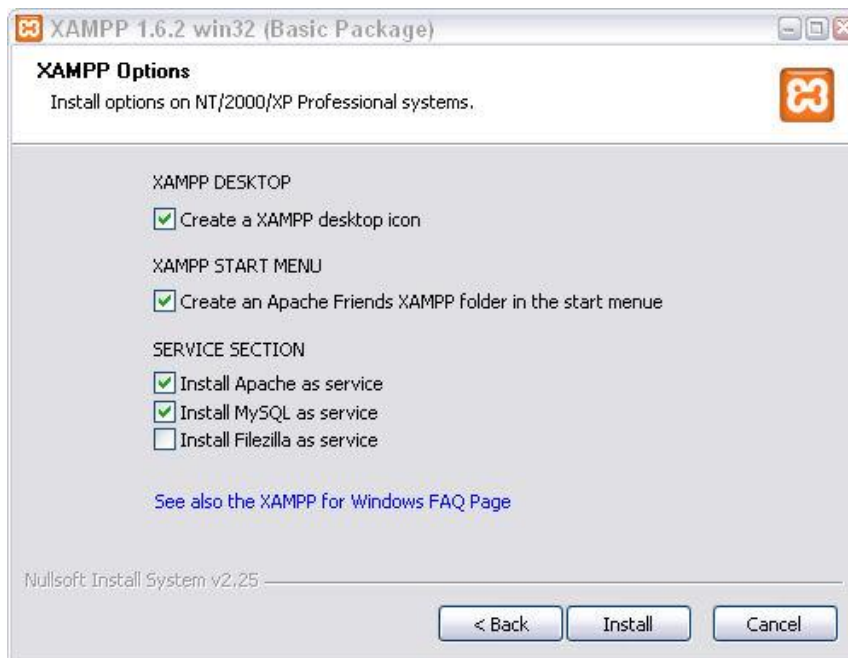 XAMPP 1.6.2 win32 (Basic Package)
XAMPP Options
Install options on NT/2000/XP Professional systems.
XAMPP DESKTOP
Create a XAMPP desktop icon
XAMPP START MENU
Create an Apache Friends XAMPP folder in the start menue
SERVICE SECTION
Install Apache as service
Install MySQL as service
Install Filezilla as service
See also the XAMPP for Windows FAQ Page
Nullsoft Install System v2.25
< Back Install Cancel